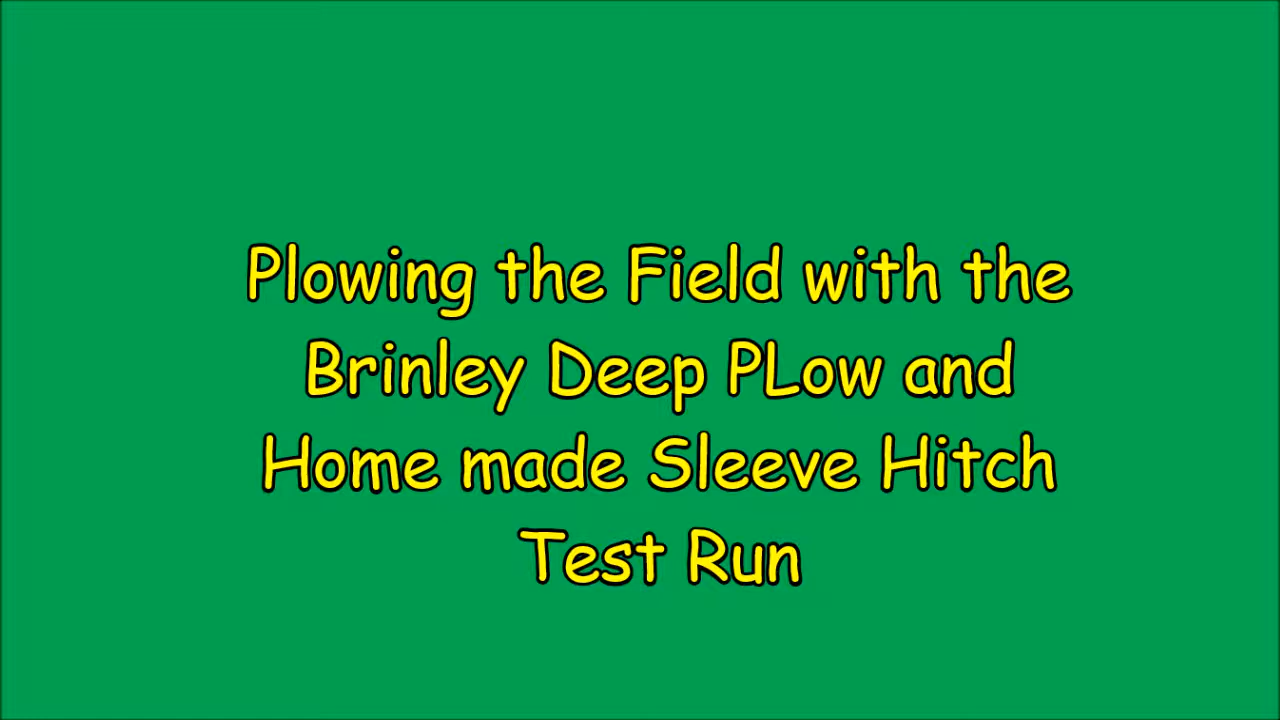 Plowing the Field with the
Brinley Deep PLow and
Home made Sleeve Hitch
Test Run